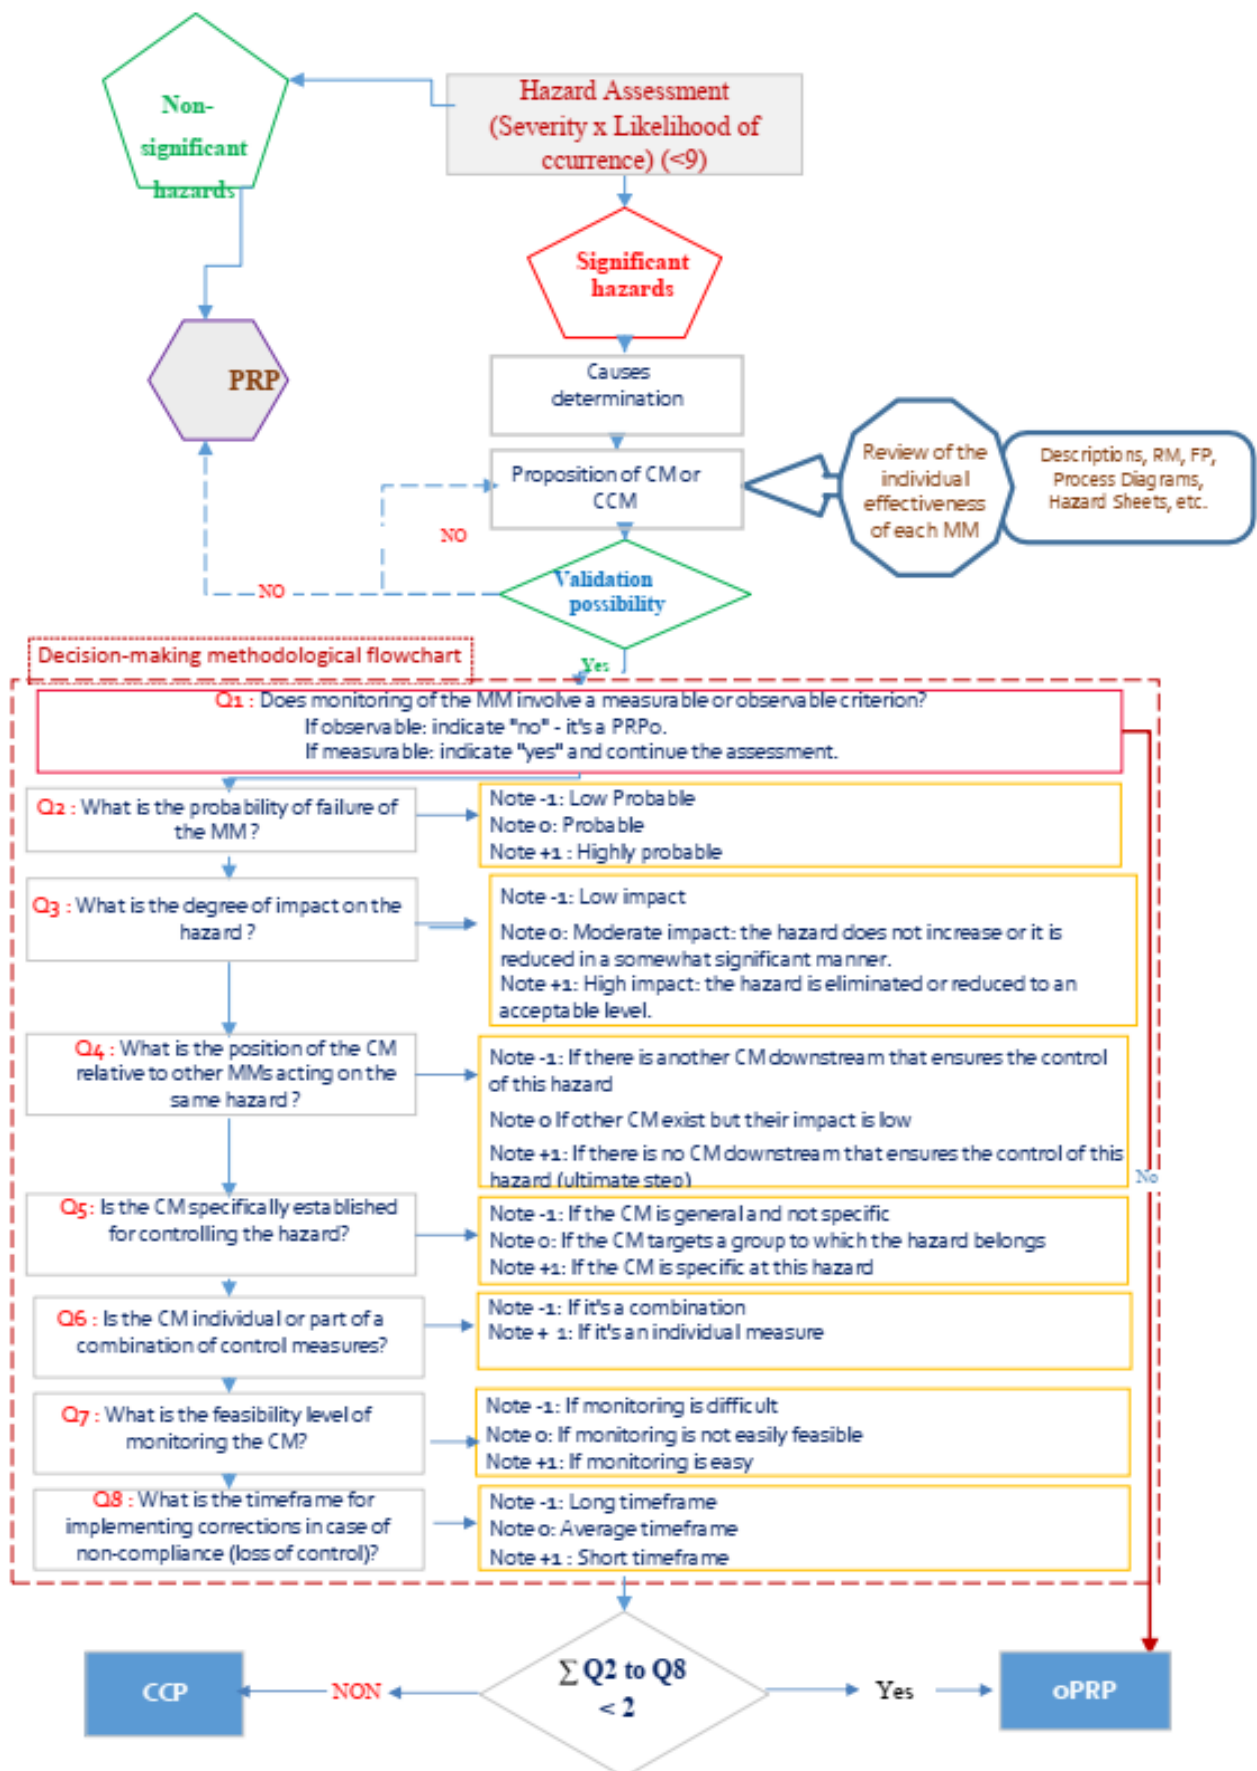 Hazard Assessment
(Severity x Likelihood of
ccurrence) (<9)
Non-
significant
hazards
Significant
hazards
PRP
Causes
determination
Proposition of CM or
CCM
Review of the
individual
effectiveness
of each MM
Descriptions, RM, FP,
Process Diagrams,
Hazard Sheets, etc.
NO
NO
Validation
possibility
Yes
Decision-making methodological flowchart
Q1 : Does monitoring of the MM involve a measurable or observable criterion?
If observable: indicate "no" - it's a PRPo.
If measurable: indicate "yes" and continue the assessment.
Q2 : What is the probability of failure of
the MM ?
Note -1: Low Probable
Note 0: Probable
Note +1 : Highly probable
Q3 : What is the degree of impact on the
hazard ?
Note -1: Low impact
Note 0: Moderate impact: the hazard does not increase or it is
reduced in a somewhat significant manner.
Note +1: High impact: the hazard is eliminated or reduced to an
acceptable level.
Q4 : What is the position of the CM
relative to other MMs acting on the
same hazard ?
Note -1: If there is another CM downstream that ensures the control
of this hazard
Note 0 If other CM exist but their impact is low
Note +1: If there is no CM downstream that ensures the control of this
hazard (ultimate step)
No
Q5 : Is the CM specifically established
for controlling the hazard?
Note -1: If the CM is general and not specific
Note 0: If the CM targets a group to which the hazard belongs
Note +1: If the CM is specific at this hazard
Q6 : Is the CM individual or part of a
combination of control measures?
Note -1: If it's a combination
Note + 1: If it's an individual measure
Q7 : What is the feasibility level of
monitoring the CM?
Note -1: If monitoring is difficult
Note 0: If monitoring is not easily feasible
Note +1: If monitoring is easy
Q8 : What is the timeframe for
implementing corrections in case of
non-compliance (loss of control)?
Note -1: Long timeframe
Note 0: Average timeframe
Note +1 : Short timeframe
∑ Q2 to Q8
< 2
CCP
NON
Yes
oPRP